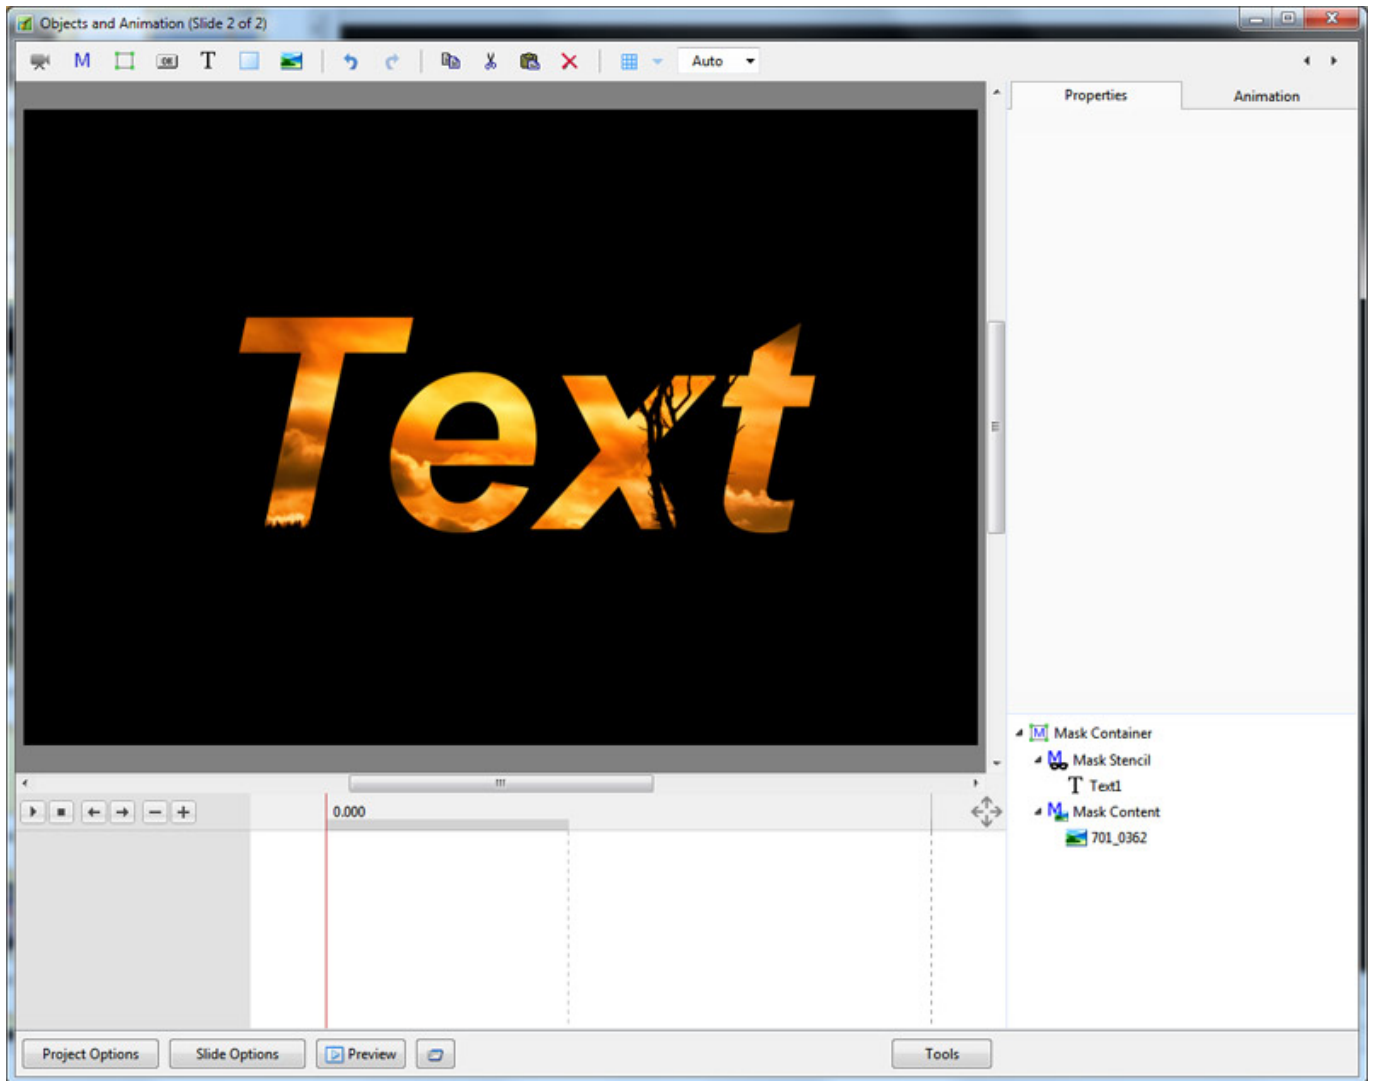 Objects and Animation (Slide 2 of 2)
M OK T Auto
Properties Animation
Text
Mask Container
Mask Stencil
Text1
Mask Content
701_0362
0.000
Project Options Slide Options Preview Tools